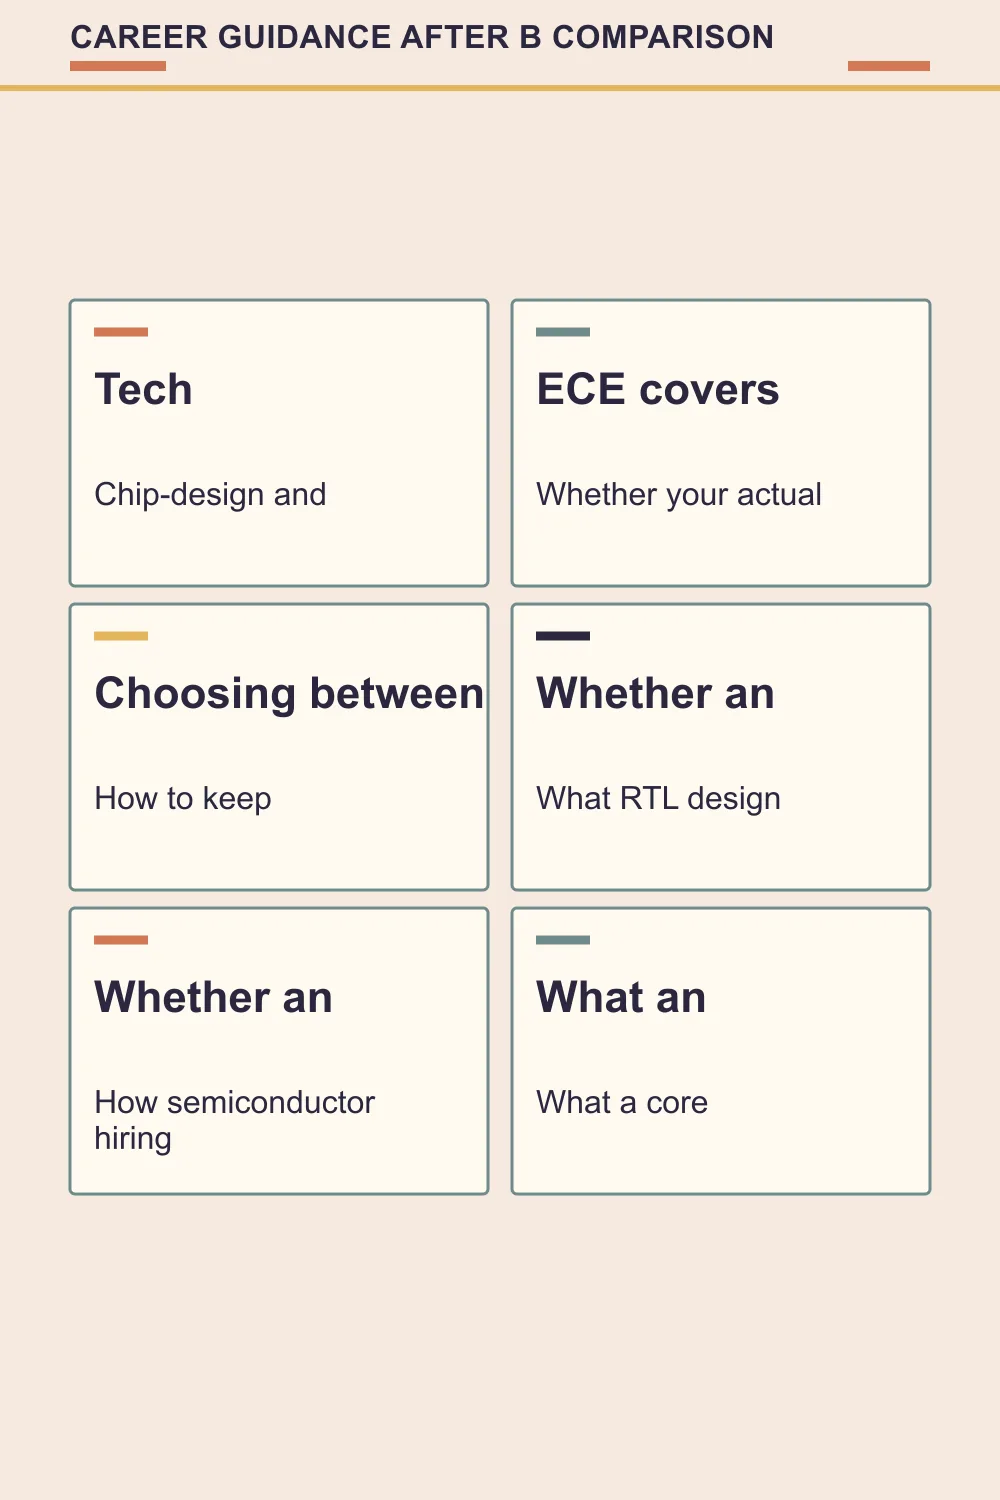 CAREER GUIDANCE AFTER B COMPARISON
Tech
Chip-design and
ECE covers
Whether your actual
Choosing between
How to keep
Whether an
What RTL design
Whether an
How semiconductor
hiring
What an
What a core